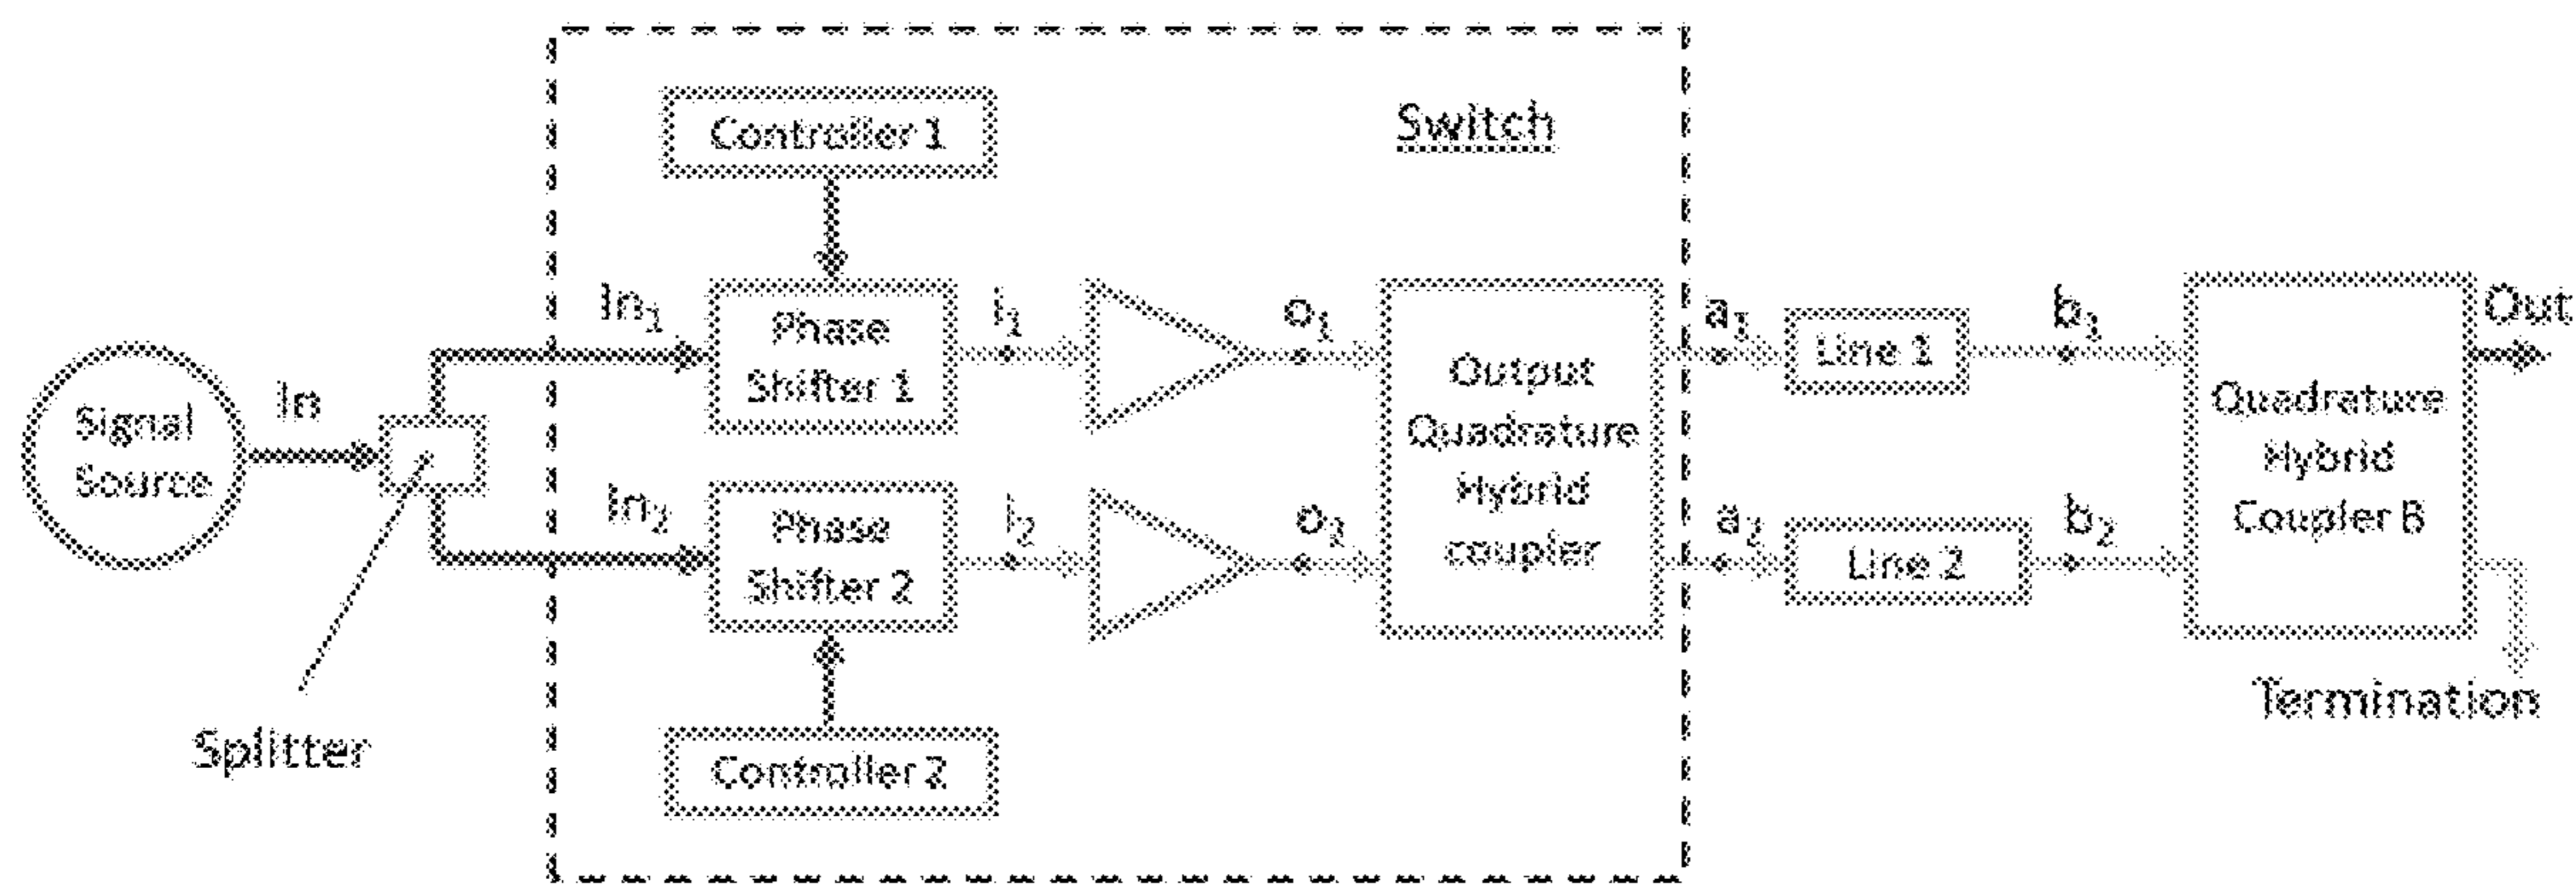 Controller 1
Switch
In₁
Phase
Shifter 1
i₁
o₁
a₁
Line 1
b₁
Out
Signal
Source
In
Output
Quadrature
Hybrid
coupler
Quadrature
Hybrid
Coupler B
In₂
Phase
Shifter 2
i₂
o₂
a₂
Line 2
b₂
Splitter
Controller 2
Termination